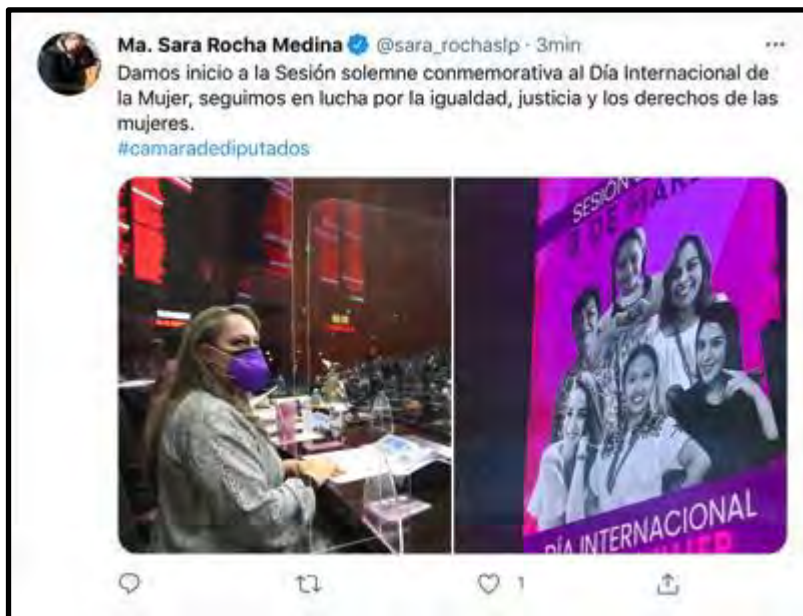 Ma. Sara Rocha Medina @sara_rochaslp · 3min
Damos inicio a la Sesión solemne conmemorativa al Día Internacional de
la Mujer, seguimos en lucha por la igualdad, justicia y los derechos de las
mujeres.
#camaradediputados
SESIÓN
DE MAR
DÍA INTERNACIONAL
1